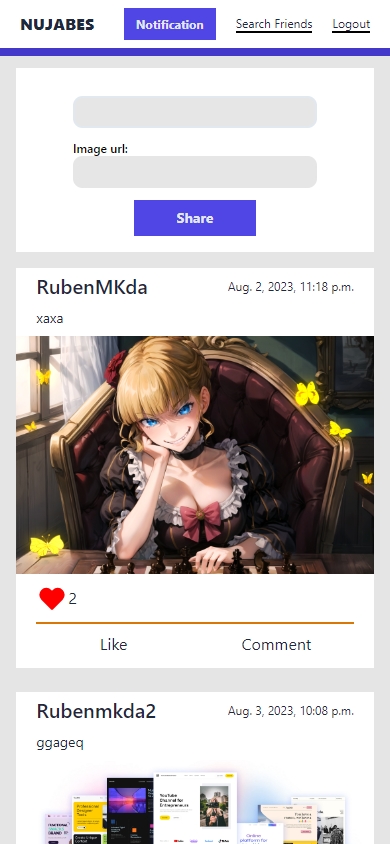 NUJABES Notification Search Friends Logout
Image url:
Share
RubenMKda Aug. 2, 2023, 11:18 p.m.
xaxa
2
Like Comment
Rubenmkda2 Aug. 3, 2023, 10:08 p.m.
ggageq
YouTube
Channel for
Entrepreneurs